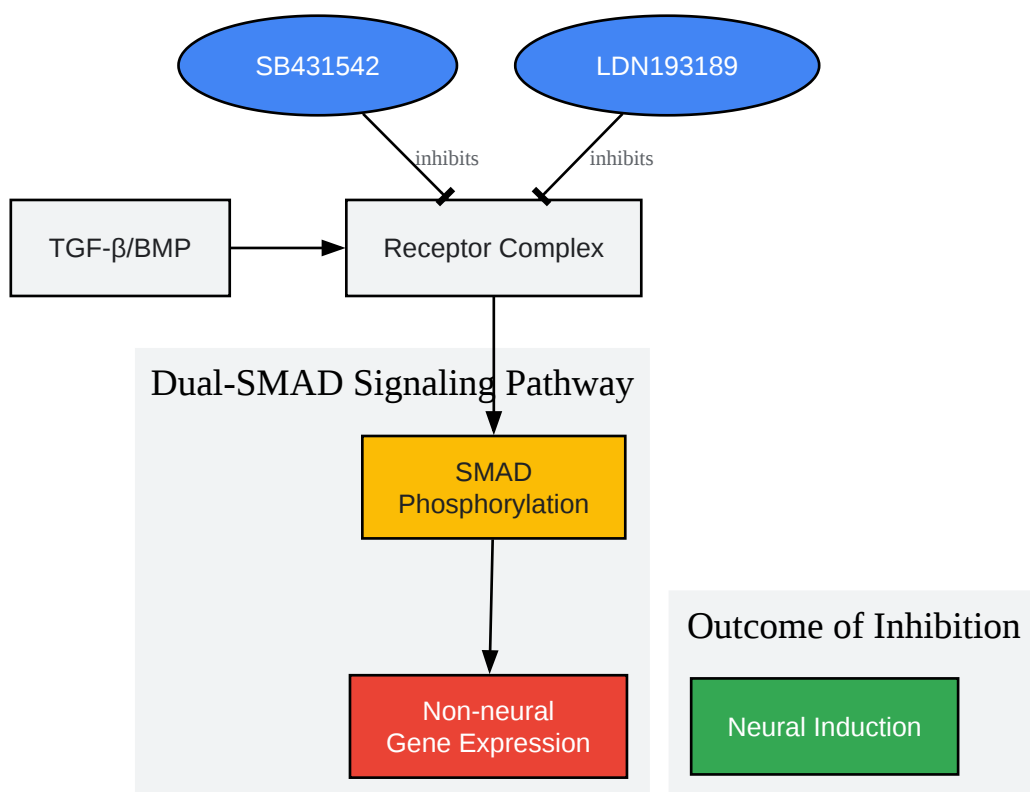 SB431542
LDN193189
inhibits
inhibits
TGF-β/BMP
Receptor Complex
Dual-SMAD Signaling Pathway
SMAD
Phosphorylation
Outcome of Inhibition
Non-neural
Gene Expression
Neural Induction